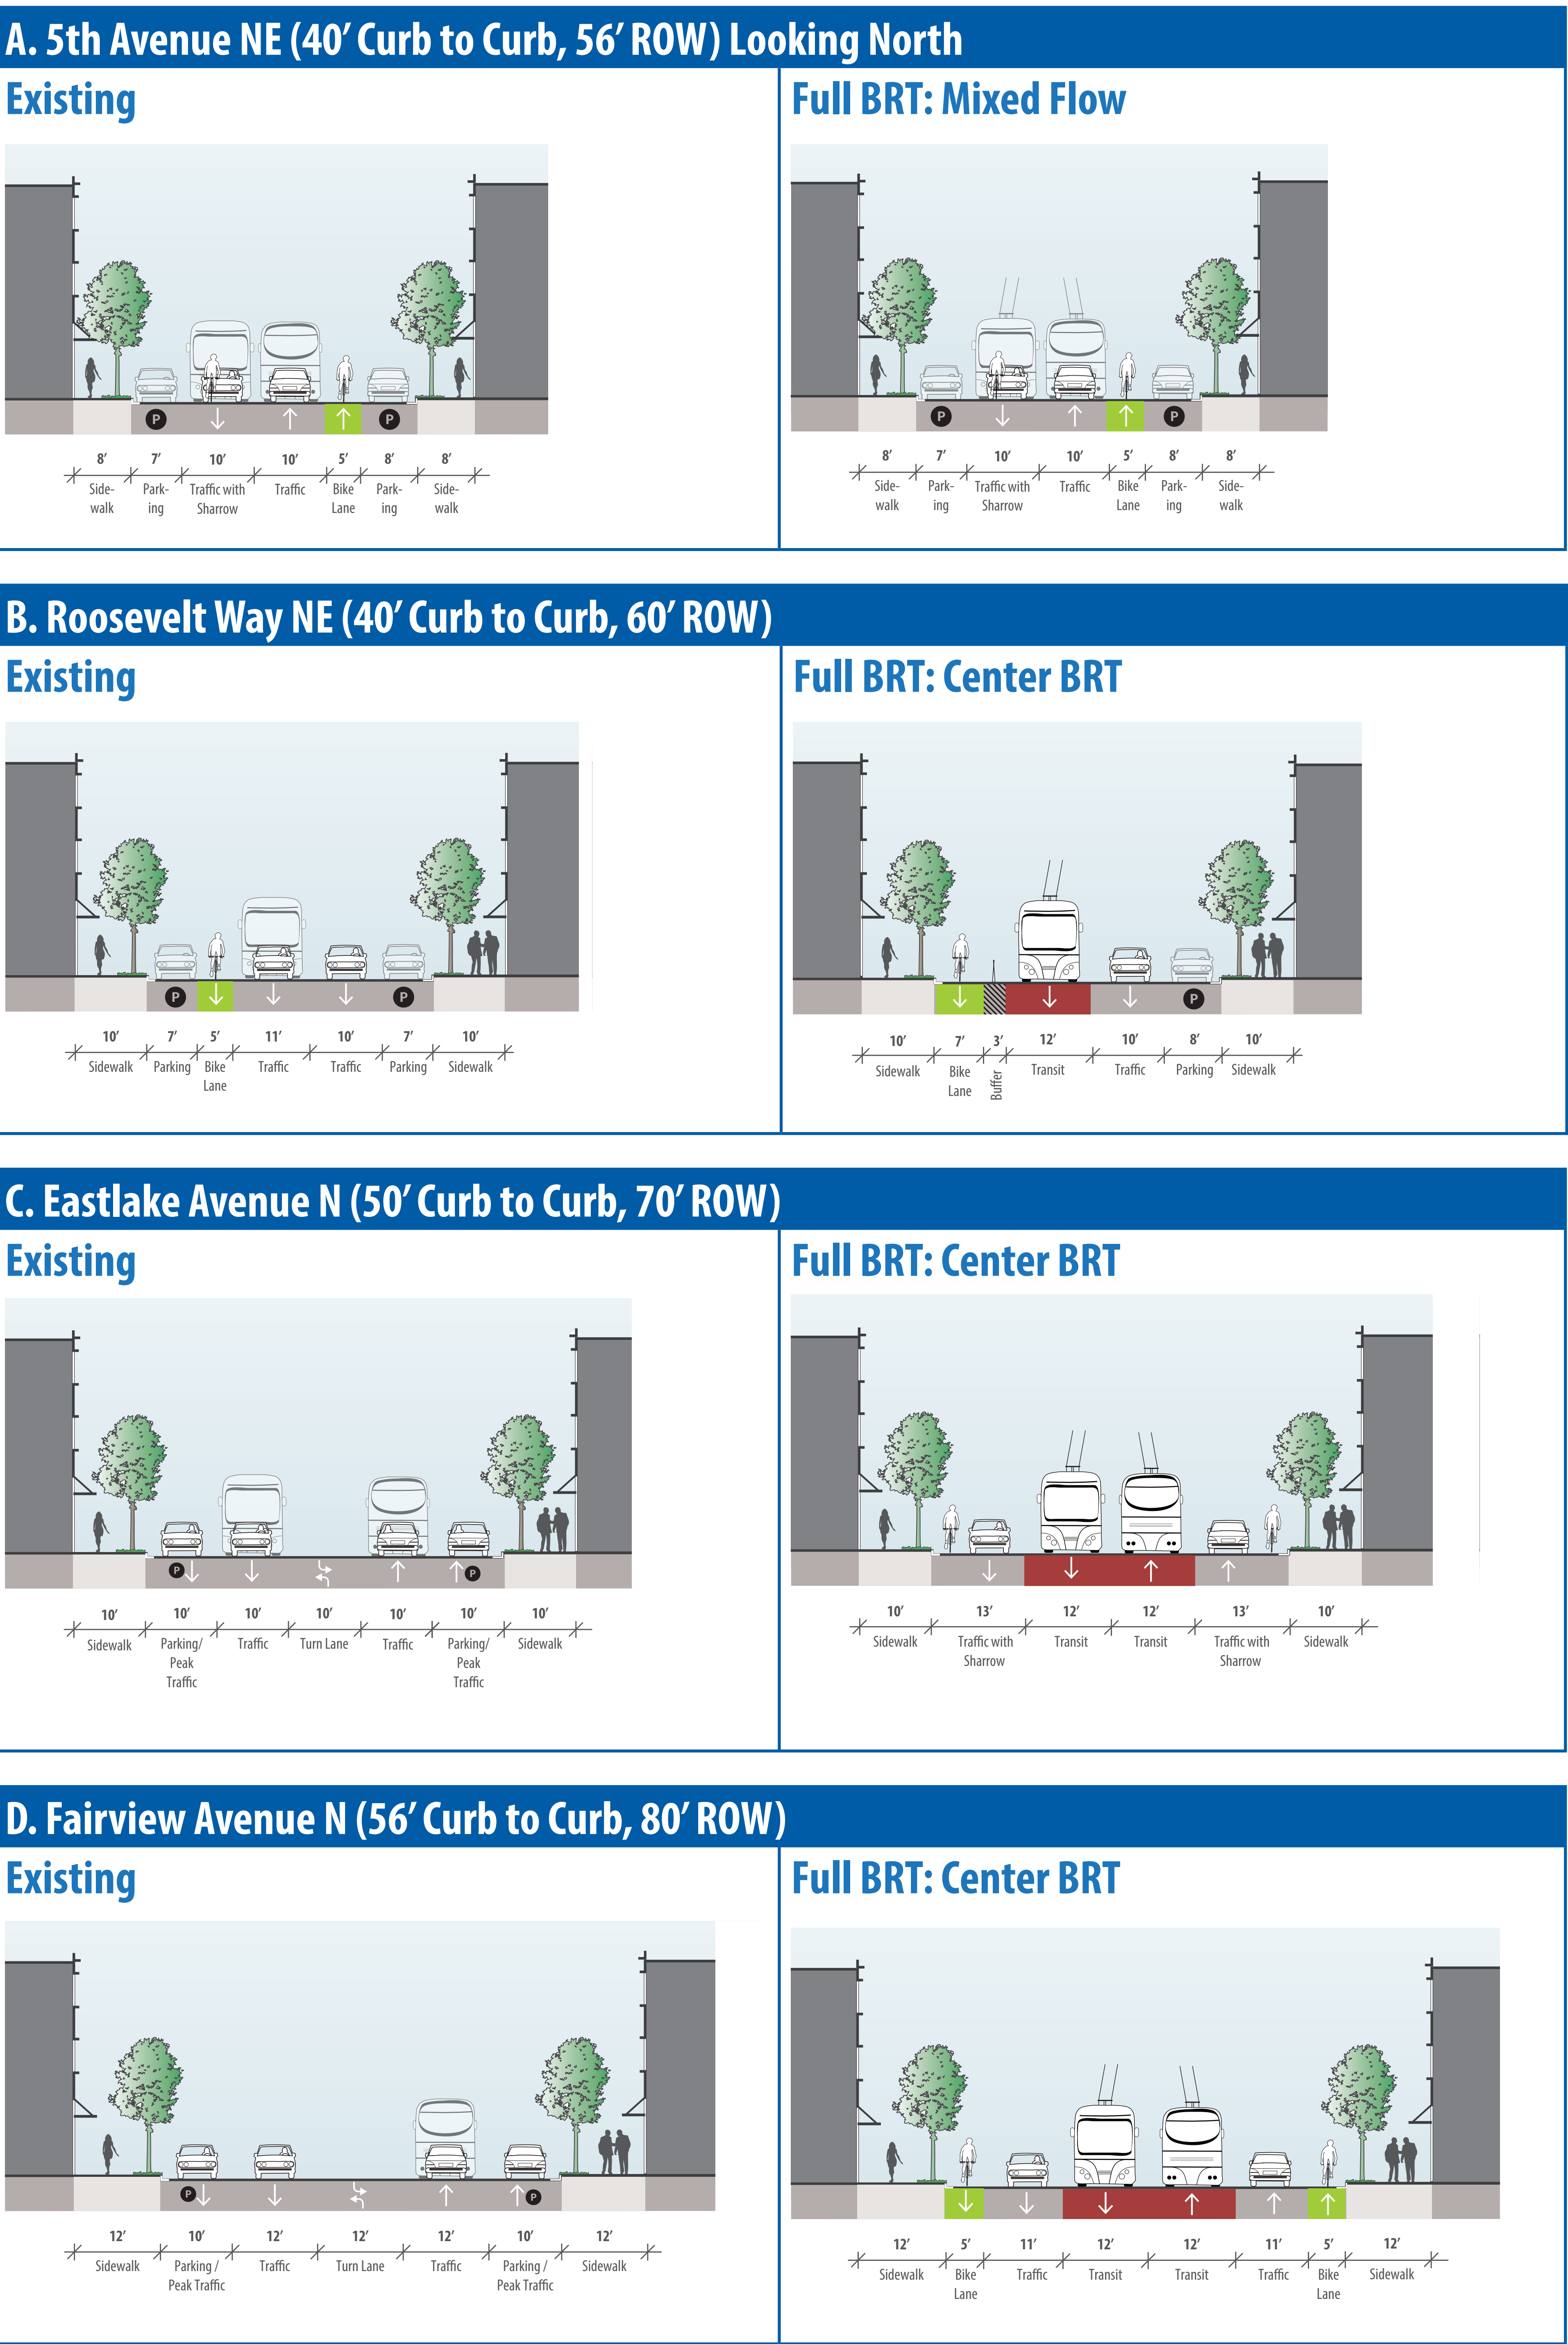 A. 5th Avenue NE (40’ Curb to Curb, 56’ ROW) Looking North
Existing
P
P
8’ 7’ 10’ 10’ 5’ 8’ 8’
Side- Park- Traffic with Traffic Bike Park- Side-
walk ing Sharrow Lane ing walk
Full BRT: Mixed Flow
P
P
8’ 7’ 10’ 10’ 5’ 8’ 8’
Side- Park- Traffic with Traffic Bike Park- Side-
walk ing Sharrow Lane ing walk
B. Roosevelt Way NE (40’ Curb to Curb, 60’ ROW)
Existing
P
P
10’ 7’ 5’ 11’ 10’ 7’ 10’
Sidewalk Parking Bike Traffic Traffic Parking Sidewalk
Lane
Full BRT: Center BRT
P
10’ 7’ 3’ 12’ 10’ 8’ 10’
Sidewalk Bike Buffer Transit Traffic Parking Sidewalk
Lane
C. Eastlake Avenue N (50’ Curb to Curb, 70’ ROW)
Existing
P
P
10’ 10’ 10’ 10’ 10’ 10’ 10’
Sidewalk Parking/ Traffic Turn Lane Traffic Parking/ Sidewalk
Peak Peak
Traffic Traffic
Full BRT: Center BRT
10’ 13’ 12’ 12’ 13’ 10’
Sidewalk Traffic with Transit Transit Traffic with Sidewalk
Sharrow Sharrow
D. Fairview Avenue N (56’ Curb to Curb, 80’ ROW)
Existing
P
P
12’ 10’ 12’ 12’ 12’ 10’ 12’
Sidewalk Parking / Traffic Turn Lane Traffic Parking / Sidewalk
Peak Traffic Peak Traffic
Full BRT: Center BRT
12’ 5’ 11’ 12’ 12’ 11’ 5’ 12’
Sidewalk Bike Traffic Transit Transit Traffic Bike Sidewalk
Lane Lane